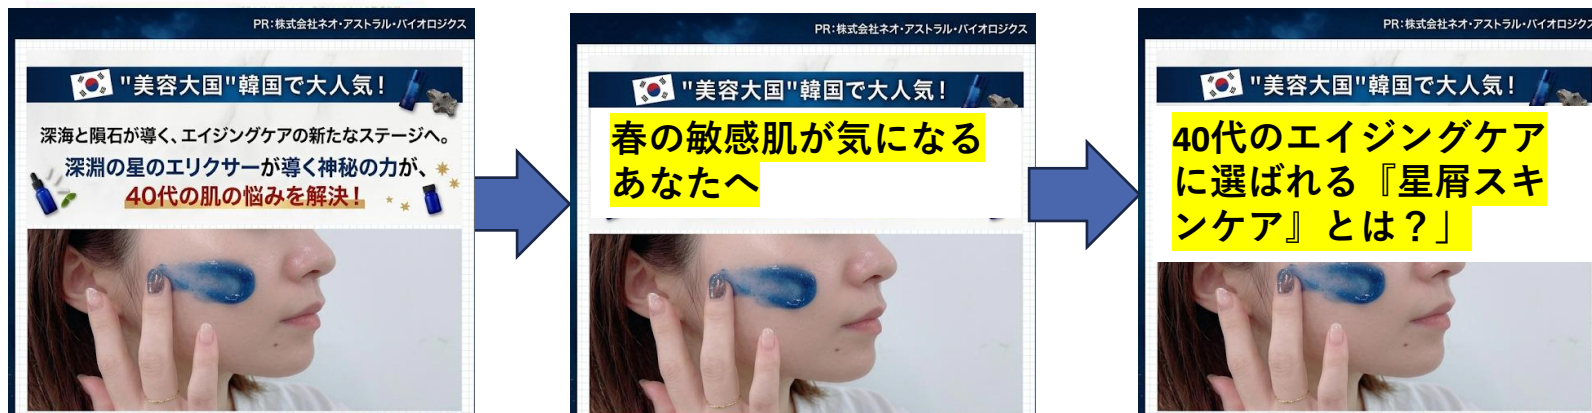 PR:株式会社ネオ・アストラル・バイオロジクス
"美容大国"韓国で大人気!
深海と隕石が導く、エイジングケアの新たなステージへ。
深淵の星のエリクサーが導く神秘の力が、
40代の肌の悩みを解決!
PR:株式会社ネオ・アストラル・バイオロジクス
"美容大国"韓国で大人気!
春の敏感肌が気になる
あなたへ
PR:株式会社ネオ・アストラル・バイオロジクス
"美容大国"韓国で大人気!
40代のエイジングケア
に選ばれる『星屑スキ
ンケア』とは？」